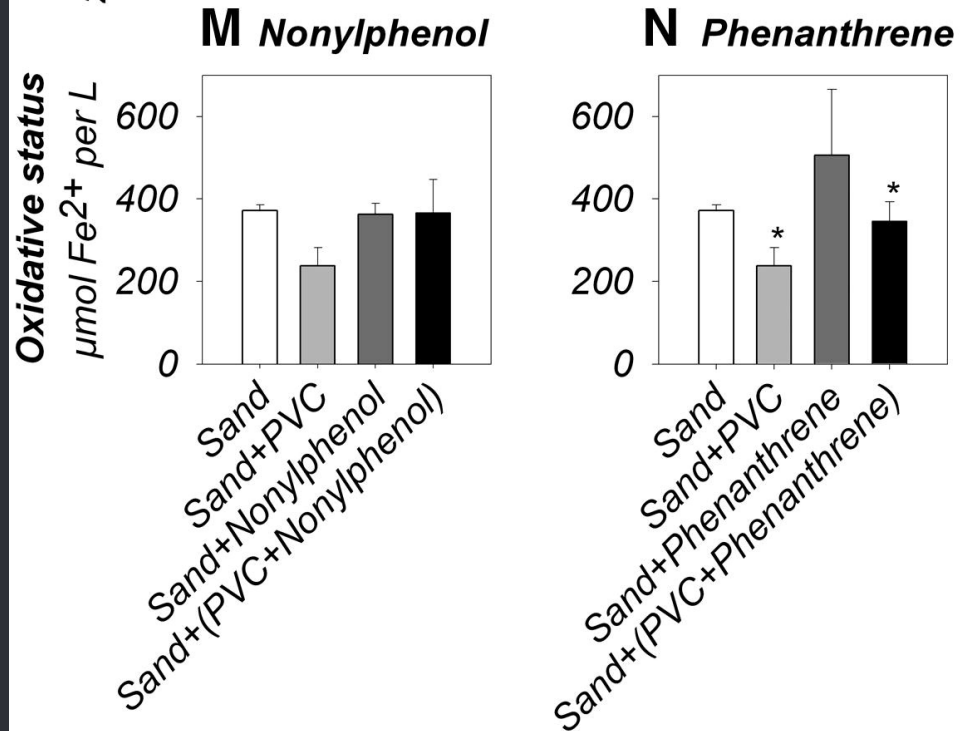 M Nonylphenol
N Phenanthrene
Oxidative status
µmol Fe2+ per L
600
400
200
0
Sand
Sand+PVC
Sand+Nonylphenol
Sand+(PVC+Nonylphenol)
600
400
200
0
*
*
Sand
Sand+PVC
Sand+Phenanthrene
Sand+(PVC+Phenanthrene)